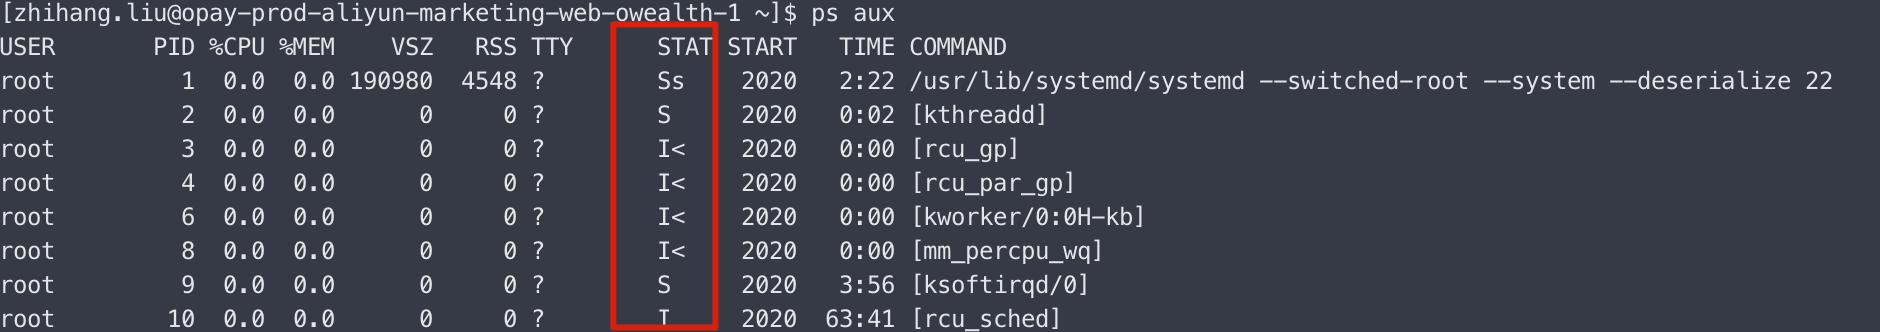 [zhihang.liu@opay-prod-aliyun-marketing-web-owealth-1 ~]$ ps aux
USER PID %CPU %MEM VSZ RSS TTY STAT START TIME COMMAND
root 1 0.0 0.0 190980 4548 ? Ss 2020 2:22 /usr/lib/systemd/systemd --switched-root --system --deserialize 22
root 2 0.0 0.0 0 0 ? S 2020 0:02 [kthreadd]
root 3 0.0 0.0 0 0 ? I< 2020 0:00 [rcu_gp]
root 4 0.0 0.0 0 0 ? I< 2020 0:00 [rcu_par_gp]
root 6 0.0 0.0 0 0 ? I< 2020 0:00 [kworker/0:0H-kb]
root 8 0.0 0.0 0 0 ? I< 2020 0:00 [mm_percpu_wq]
root 9 0.0 0.0 0 0 ? S 2020 3:56 [ksoftirqd/0]
root 10 0.0 0.0 0 0 ? I 2020 63:41 [rcu_sched]